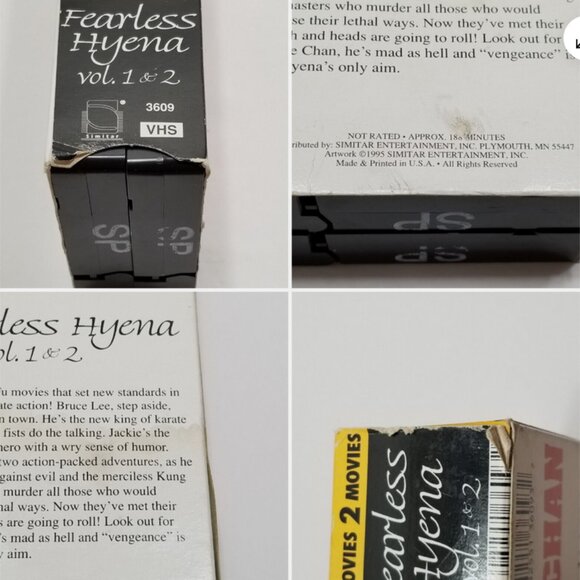 Fearless
Hyena
vol. 1 & 2
Simitar
3609
VHS
SP
SP
asters who murder all those who would
se their lethal ways. Now they've met their
h and heads are going to roll! Look out for
e Chan, he's mad as hell and "vengeance" is
yena's only aim.
NOT RATED • APPROX. 188 MINUTES
ributed by: SIMITAR ENTERTAINMENT, INC. PLYMOUTH, MN 55447
Artwork ©1995 SIMITAR ENTERTAINMENT, INC.
Made & Printed in U.S.A. • All Rights Reserved
SP
SP
less Hyena
ol. 1 & 2
Fu movies that set new standards in
ate action! Bruce Lee, step aside,
n town. He's the new king of karate
fists do the talking. Jackie's the
hero with a wry sense of humor.
two action-packed adventures, as he
against evil and the merciless Kung
murder all those who would
hal ways. Now they've met their
s are going to roll! Look out for
's mad as hell and "vengeance" is
y aim.
OVIES 2 MOVIES
earless
Hyena
vol. 1 & 2
CHAN